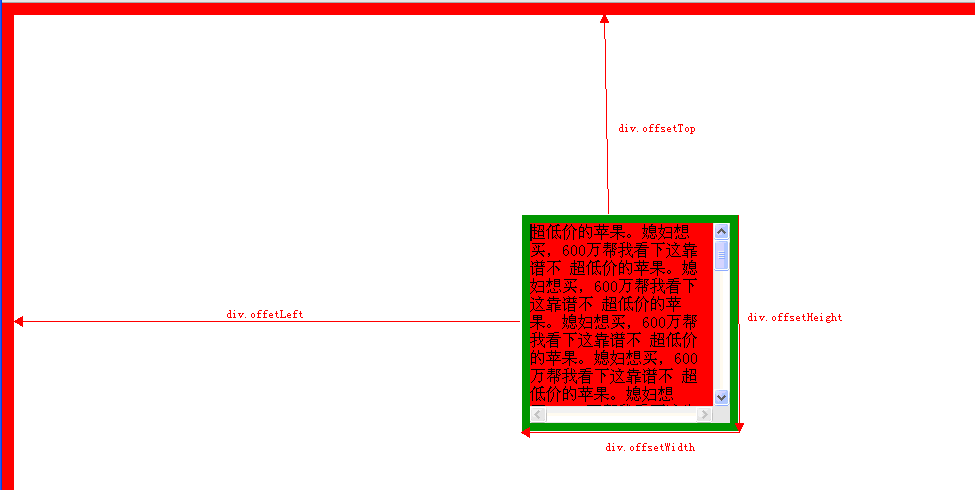 div.offsetTop
超低价的苹果。媳妇想
买，600万帮我看下这靠
谱不 超低价的苹果。媳
妇想买，600万帮我看下
这靠谱不 超低价的苹
果。媳妇想买，600万帮
我看下这靠谱不 超低价
的苹果。媳妇想买，600
万帮我看下这靠谱不 超
低价的苹果。媳妇想
div.offetLeft
div.offsetHeight
div.offsetWidth